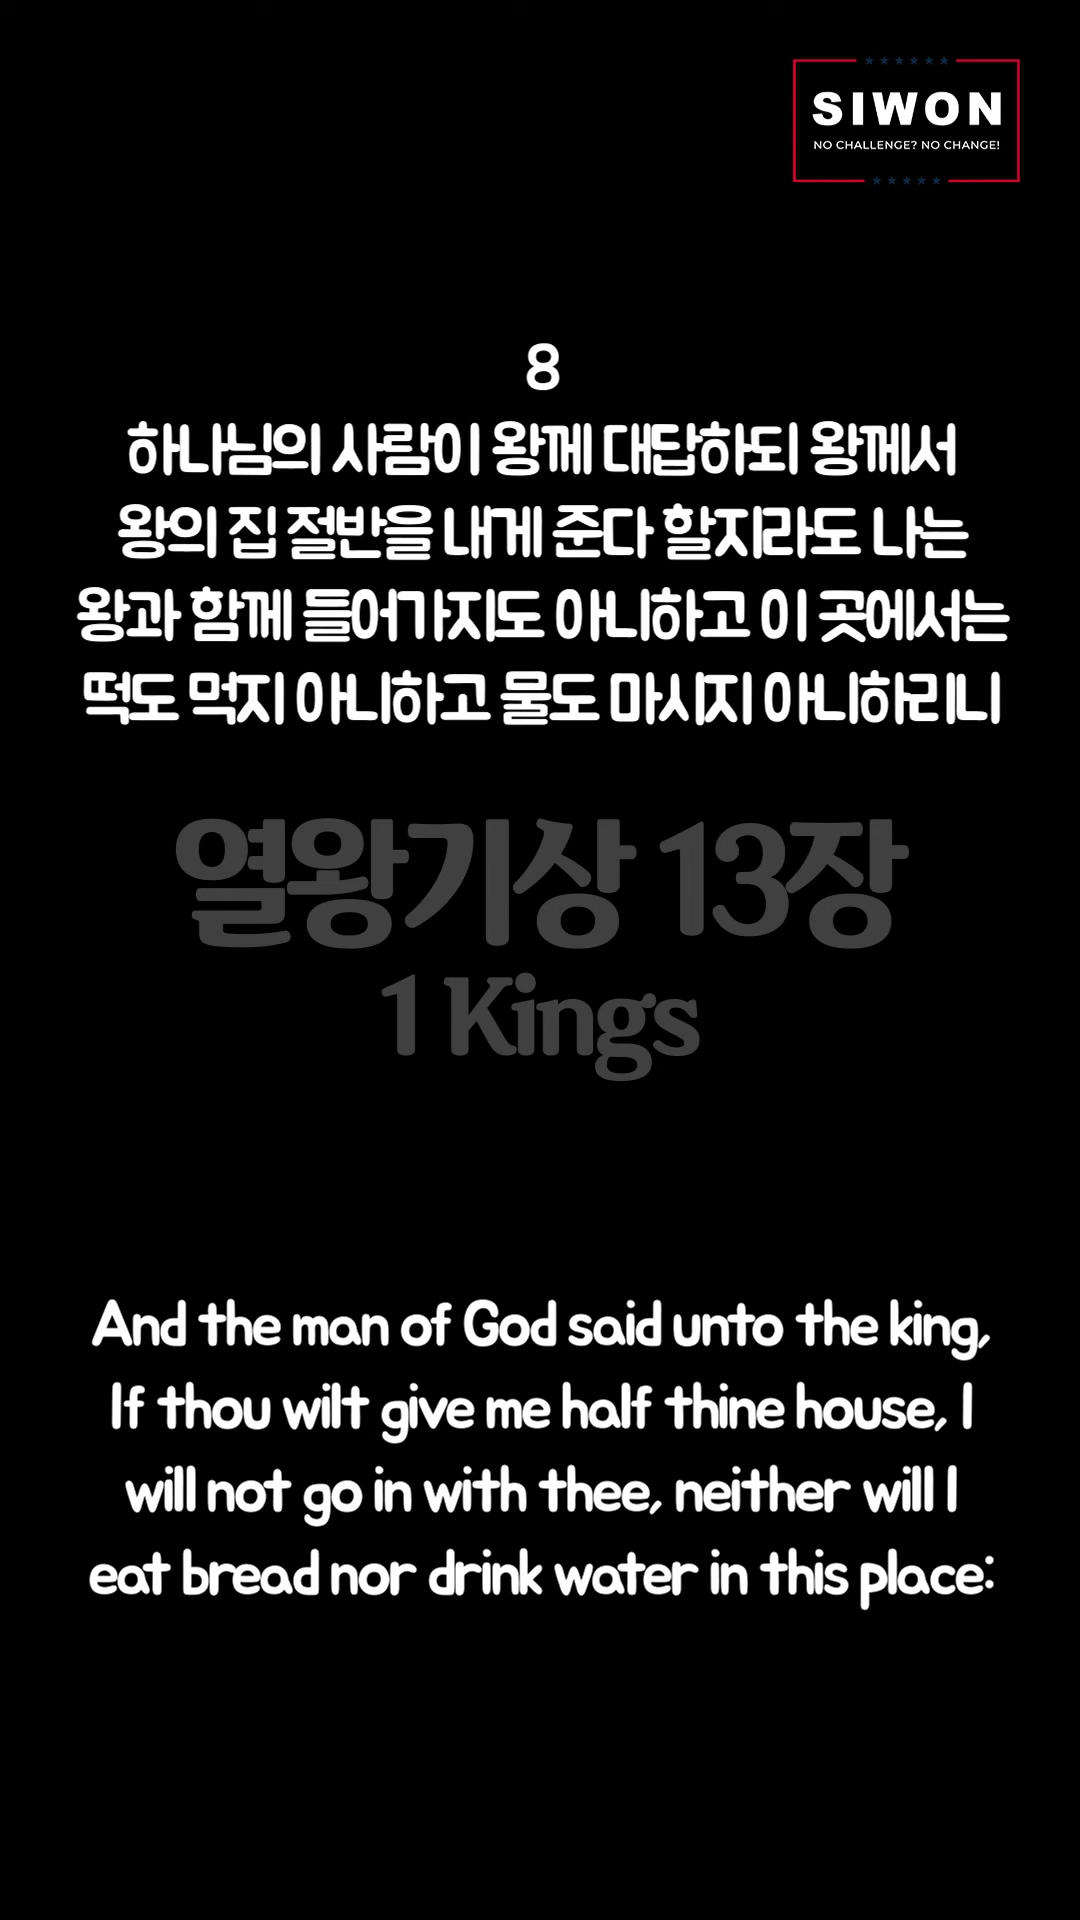 SIWON
NO CHALLENGE? NO CHANGE!
8
하나님의 사람이 왕께 대답하되 왕께서
왕의 집 절반을 내게 준다 할지라도 나는
왕과 함께 들어가지도 아니하고 이 곳에서는
떡도 먹지 아니하고 물도 마시지 아니하리니
열왕기상 13장
1 Kings
And the man of God said unto the king,
If thou wilt give me half thine house, I
will not go in with thee, neither will I
eat bread nor drink water in this place: